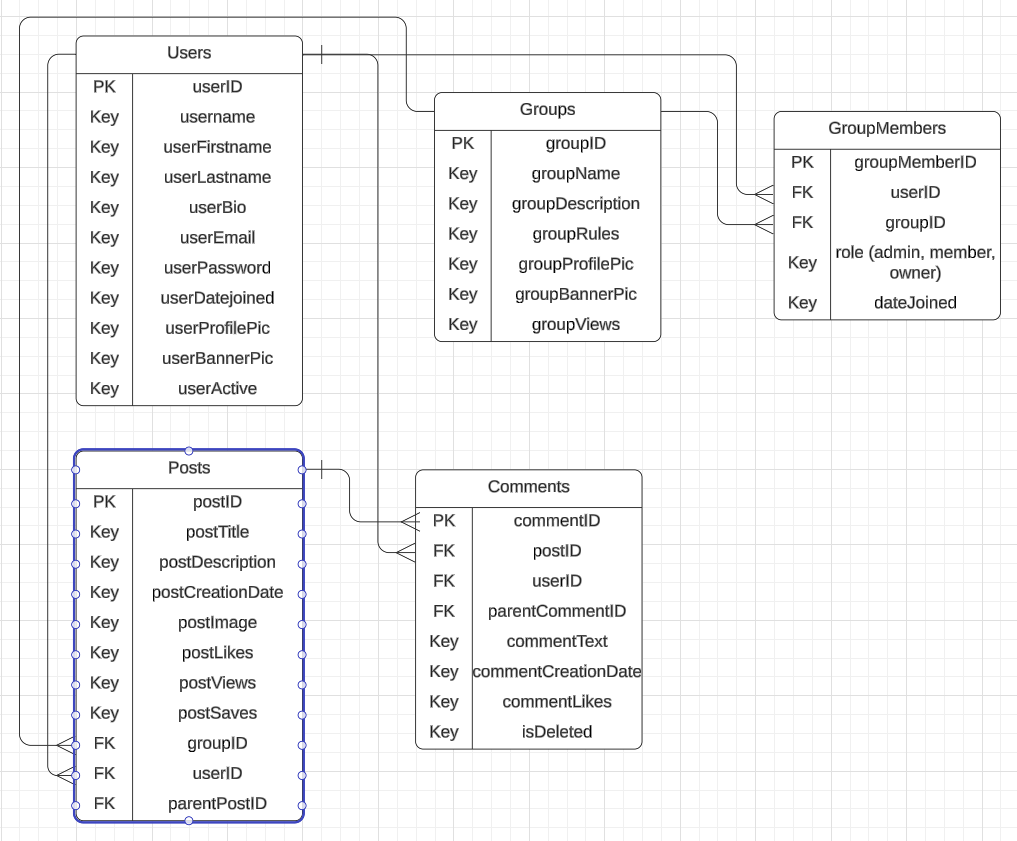 Users
PK userID
Key username
Key userFirstname
Key userLastname
Key userBio
Key userEmail
Key userPassword
Key userDatejoined
Key userProfilePic
Key userBannerPic
Key userActive
Groups
PK groupID
Key groupName
Key groupDescription
Key groupRules
Key groupProfilePic
Key groupBannerPic
Key groupViews
GroupMembers
PK groupMemberID
FK userID
FK groupID
Key role (admin, member,
owner)
Key dateJoined
Posts
PK postID
Key postTitle
Key postDescription
Key postCreationDate
Key postImage
Key postLikes
Key postViews
Key postSaves
FK groupID
FK userID
FK parentPostID
Comments
PK commentID
FK postID
FK userID
FK parentCommentID
Key commentText
Key commentCreationDate
Key commentLikes
Key isDeleted